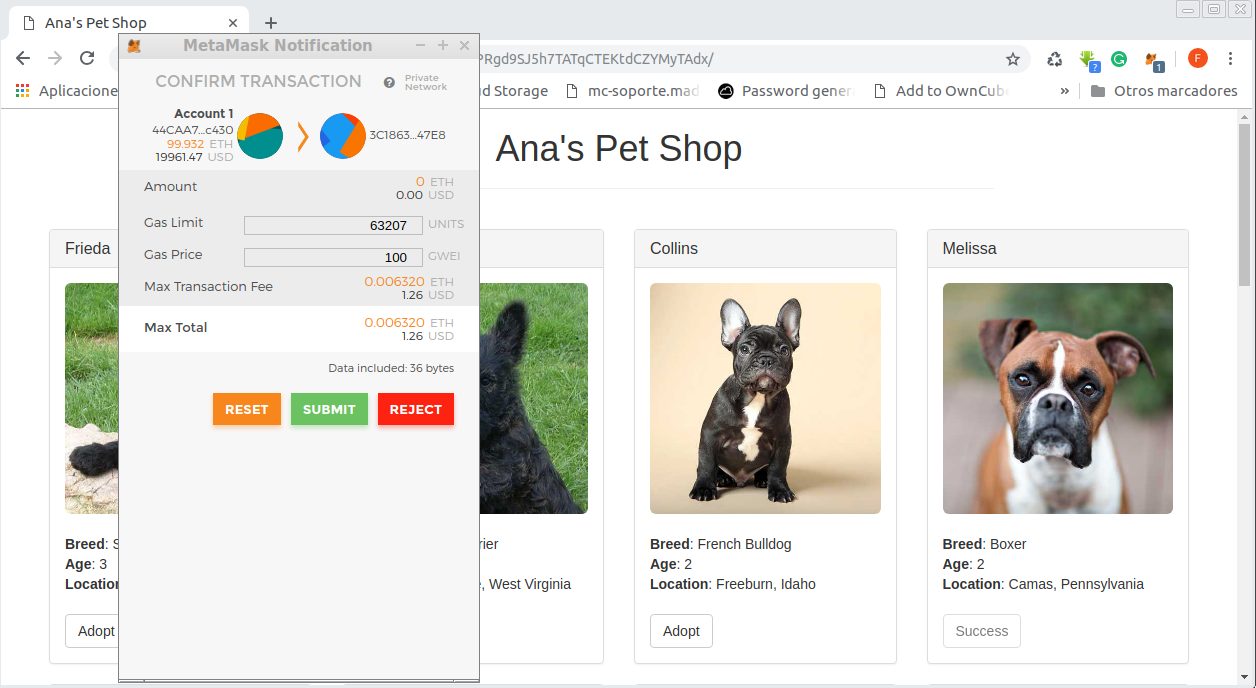 Ana's Pet Shop
PRgd9SJ5h7TATqCTEKtdCZYMyTAdx/
?
1
F
Aplicacione
d Storage
mc-soporte.mad
Password gener
Add to OwnCube
»
Otros marcadores
MetaMask Notification
CONFIRM TRANSACTION
?
Private
Network
Account 1
44CAA7...c430
99.932 ETH
19961.47 USD
3C1863...47E8
Amount
0 ETH
0.00 USD
Gas Limit
63207
UNITS
Gas Price
100
GWEI
Max Transaction Fee
0.006320 ETH
1.26 USD
Max Total
0.006320 ETH
1.26 USD
Data included: 36 bytes
RESET
SUBMIT
REJECT
Ana's Pet Shop
Frieda
Breed: S
Age: 3
Location
Adopt
rier
, West Virginia
Collins
Breed: French Bulldog
Age: 2
Location: Freeburn, Idaho
Adopt
Melissa
Breed: Boxer
Age: 2
Location: Camas, Pennsylvania
Success